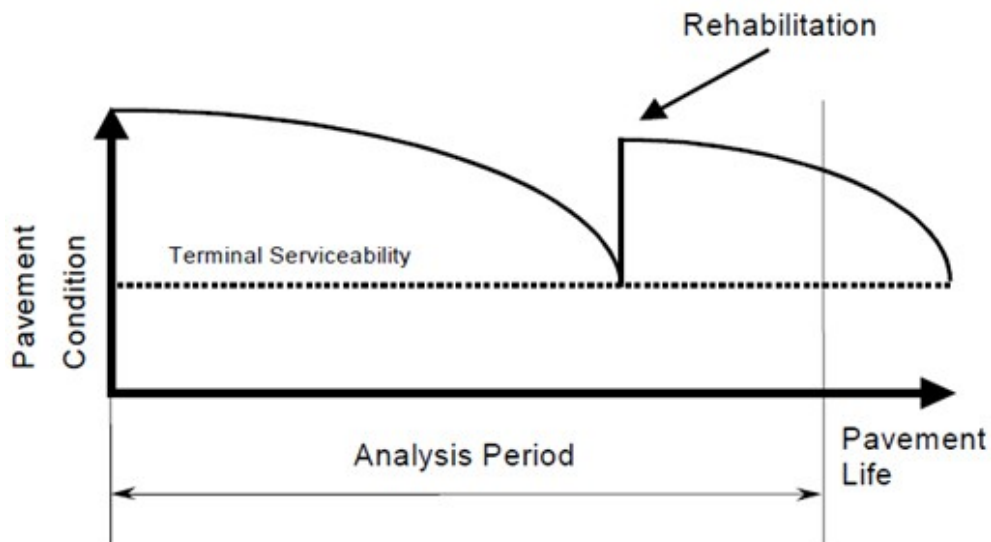 Rehabilitation
Terminal Serviceability
Pavement
Condition
Analysis Period
Pavement
Life